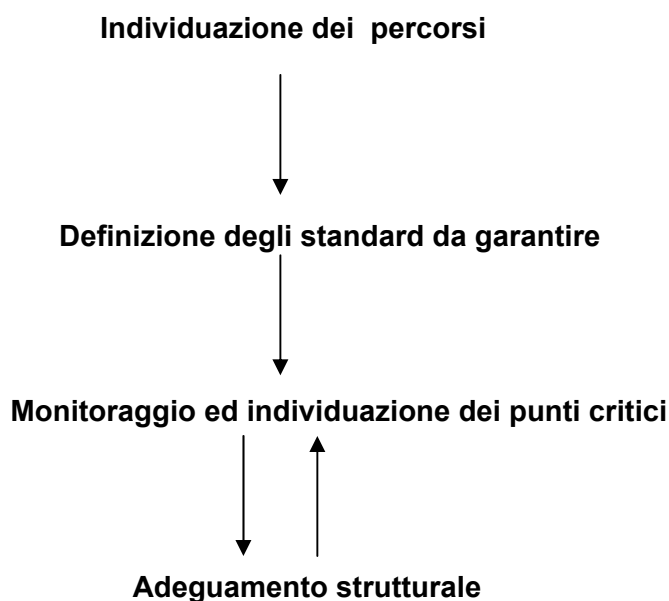 Individuazione dei percorsi
Definizione degli standard da garantire
Monitoraggio ed individuazione dei punti critici
Adeguamento strutturale